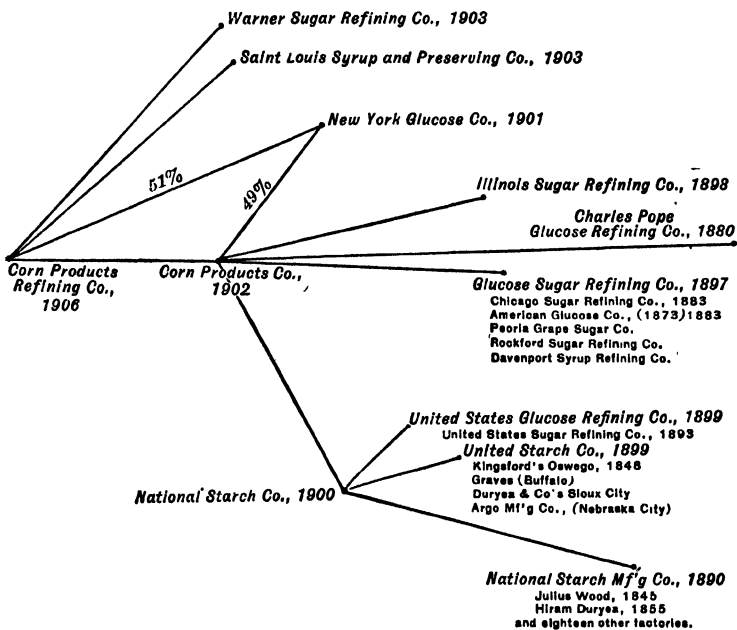 Warner Sugar Refining Co., 1903
Saint Louis Syrup and Preserving Co., 1903
New York Glucose Co., 1901
51%
49%
Illinois Sugar Refining Co., 1898
Charles Pope
Glucose Refining Co., 1880
Corn Products
Refining Co.,
1906
Corn Products Co.,
1902
Glucose Sugar Refining Co., 1897
Chicago Sugar Refining Co., 1883
American Glucose Co., (1873)1883
Peoria Grape Sugar Co.
Rockford Sugar Refining Co.
Davenport Syrup Refining Co.
United States Glucose Refining Co., 1899
United States Sugar Refining Co., 1893
United Starch Co., 1899
Kingsford's Oswego, 1848
Graves (Buffalo)
Duryea & Co's Sioux City
Argo Mf'g Co., (Nebraska City)
National Starch Co., 1900
National Starch Mf'g Co., 1890
Julius Wood, 1845
Hiram Duryea, 1855
and eighteen other factories.